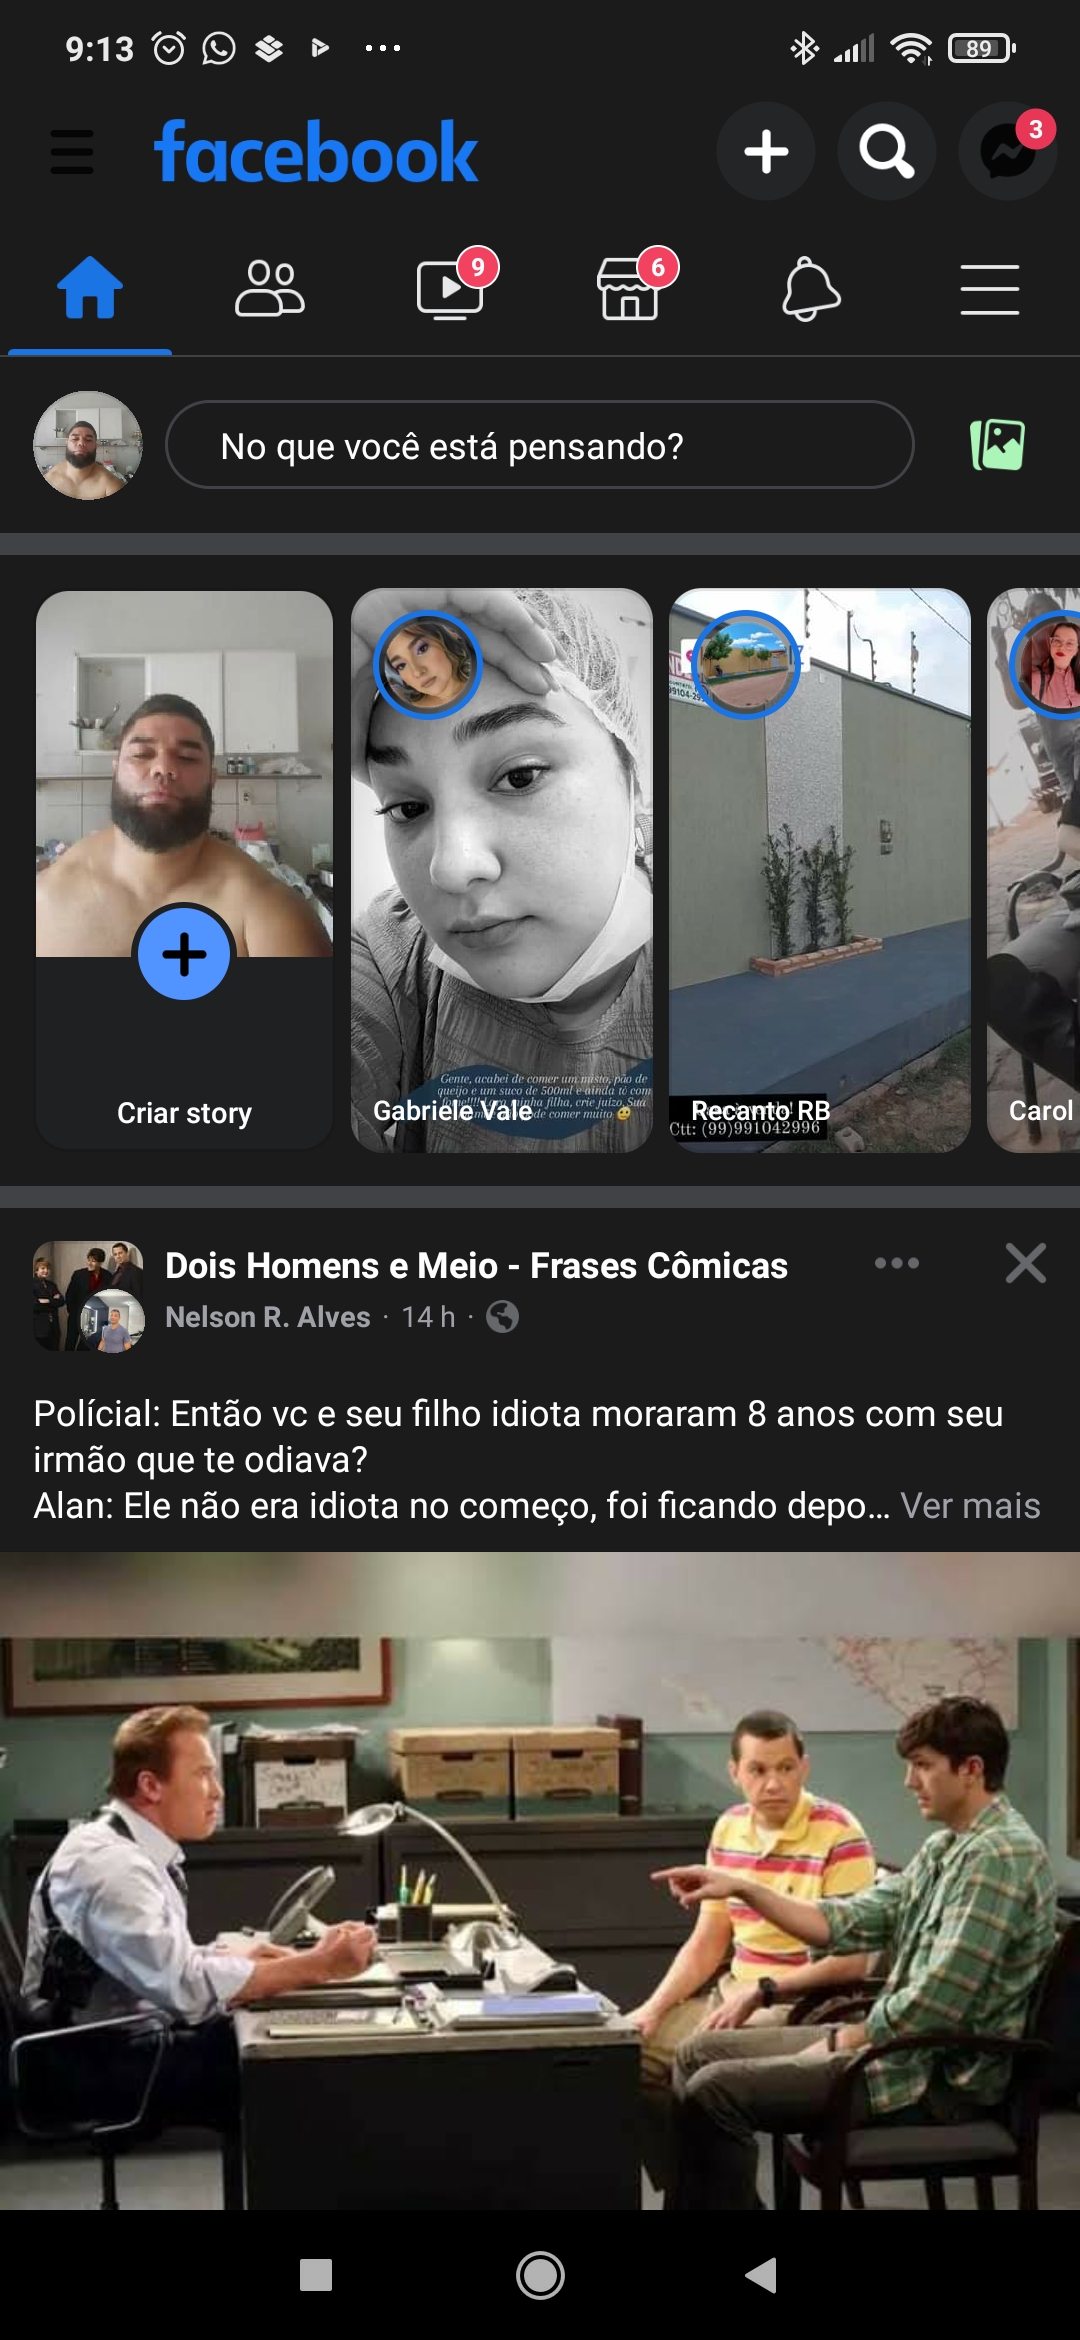 9:13
89
facebook
3
9
6
No que você está pensando?
Criar story
Gente, acabei de comer um misto, pão de
queijo e um suco de 500ml e ainda tô com
minha filha, crie juízo. Sua
de comer muito
Gabriele Vale
Recanto RB
Ctt: (99)991042996
Carol
Dois Homens e Meio - Frases Cômicas
Nelson R. Alves · 14 h ·
Polícial: Então vc e seu filho idiota moraram 8 anos com seu
irmão que te odiava?
Alan: Ele não era idiota no começo, foi ficando depo... Ver mais